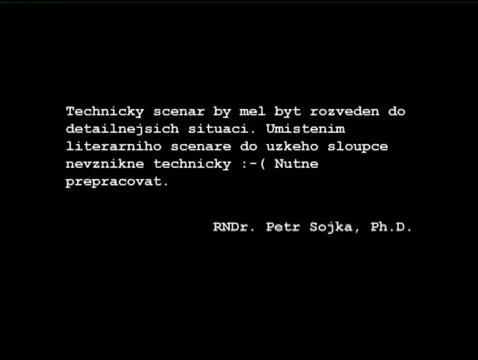 Technicky scenar by mel byt rozveden do
detailnejsich situaci. Umistenim
literarniho scenare do uzkeho sloupce
nevznikne technicky :-( Nutne
prepracovat.
RNDr. Petr Sojka, Ph.D.